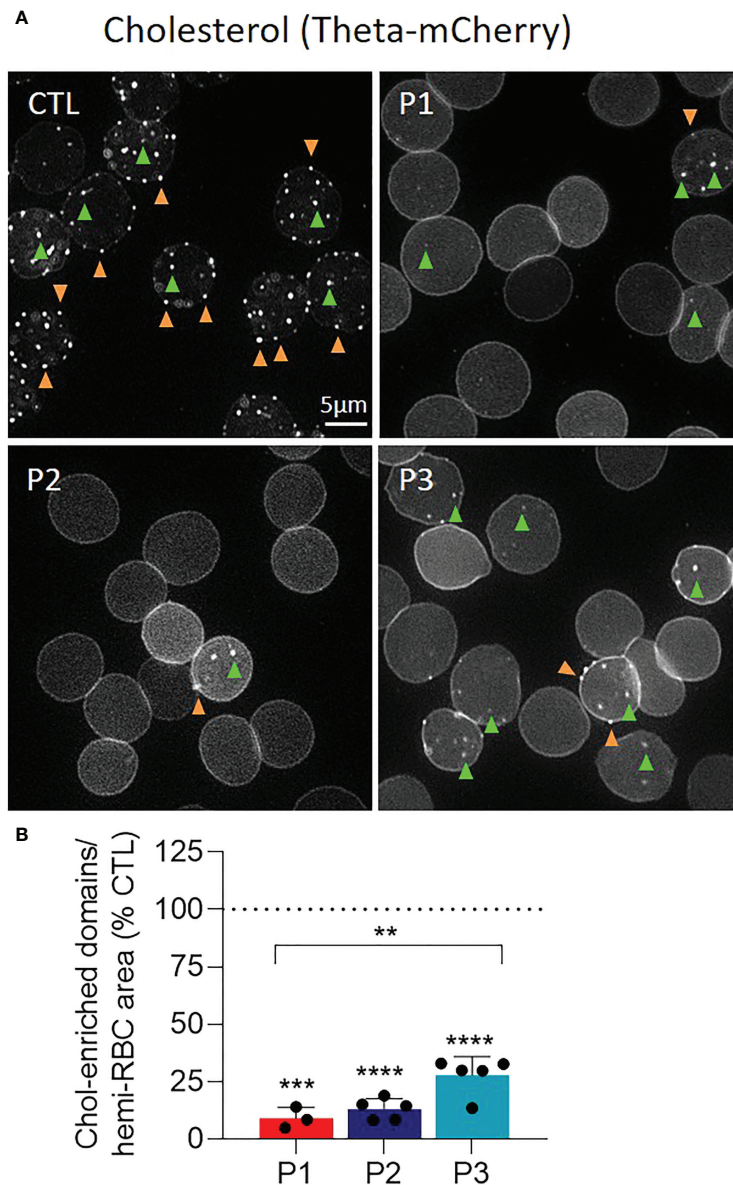 A
Cholesterol (Theta-mCherry)
CTL
P1
5µm
P2
P3
B
Chol-enriched domains/
hemi-RBC area (% CTL)
125
100
75
50
25
0
**
***
****
****
P1 P2 P3